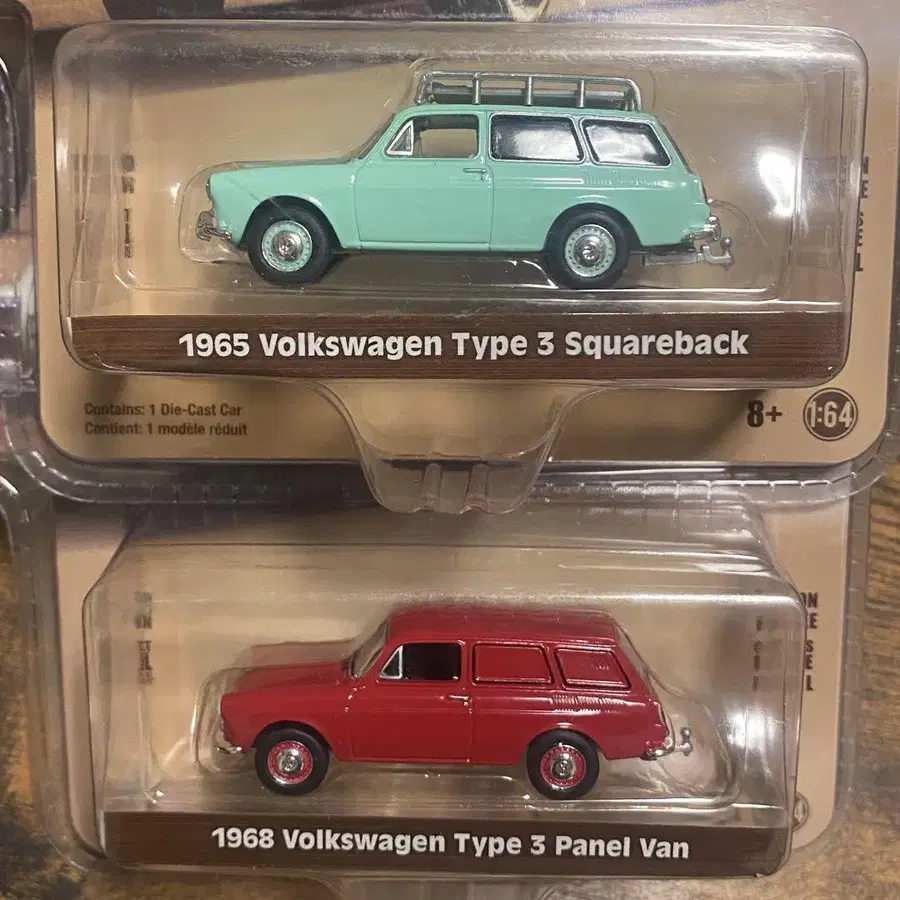 1965 Volkswagen Type 3 Squareback
Contains: 1 Die-Cast Car
Contient: 1 modèle réduit
8+
1:64
1968 Volkswagen Type 3 Panel Van